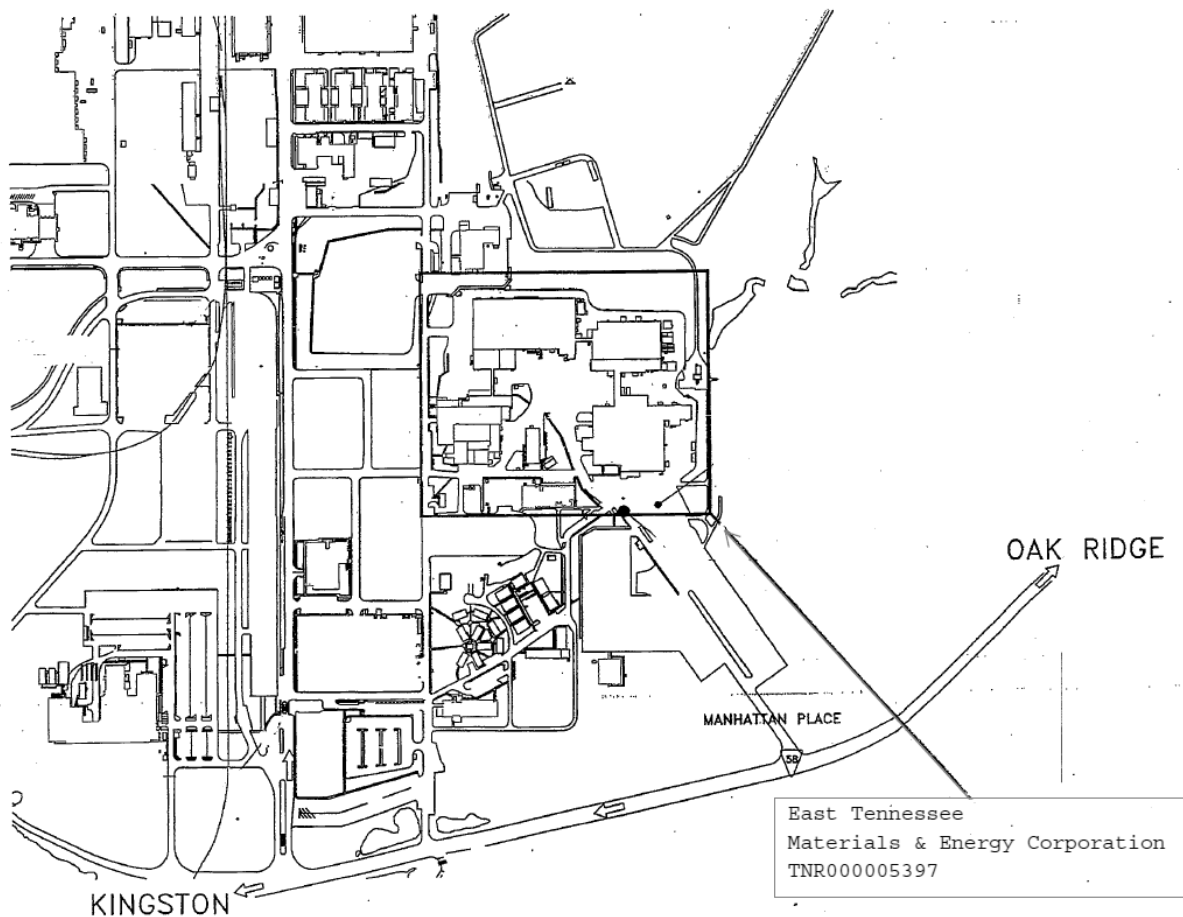 OAK RIDGE
MANHATTAN PLACE
58
East Tennessee
Materials & Energy Corporation
TNR000005397
KINGSTON